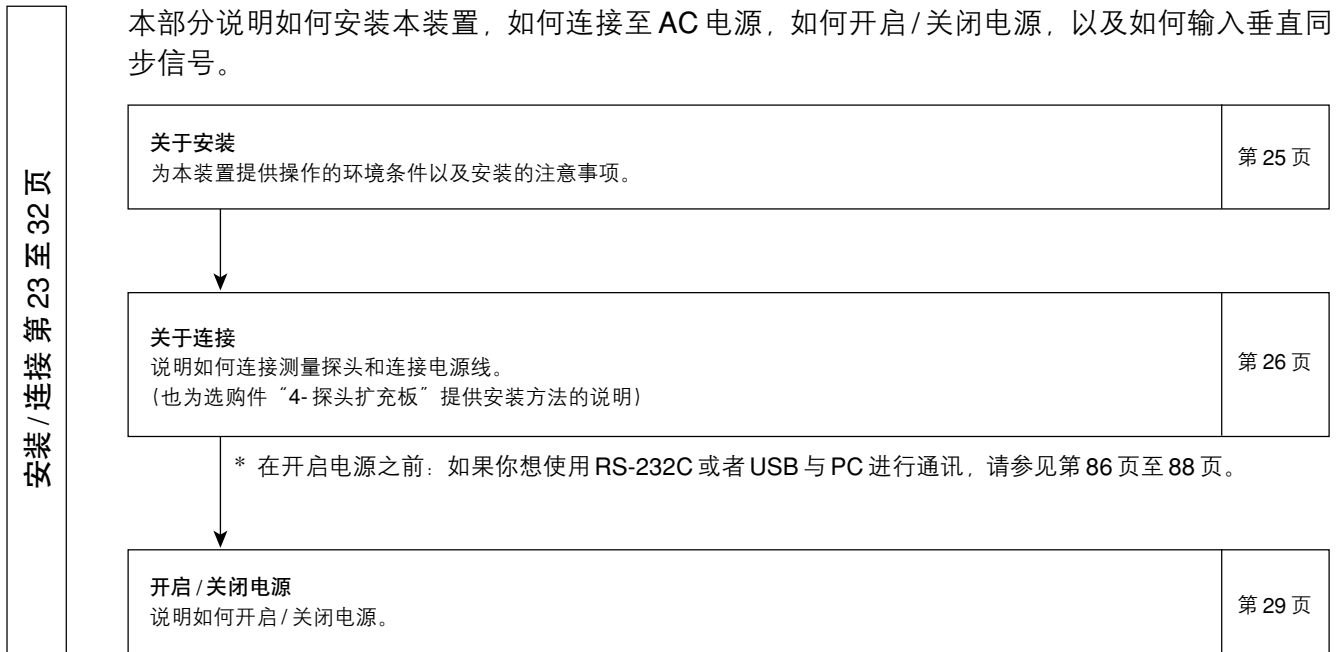 本部分说明如何安装本装置，如何连接至 AC 电源，如何开启/关闭电源，以及如何输入垂直同
步信号。
安装/连接 第 23 至 32 页
关于安装
为本装置提供操作的环境条件以及安装的注意事项。
第 25 页
关于连接
说明如何连接测量探头和连接电源线。
（也为选购件“4-探头扩充板”提供安装方法的说明）
第 26 页
* 在开启电源之前：如果你想使用 RS-232C 或者 USB 与 PC 进行通讯，请参见第 86 页至 88 页。
开启/关闭电源
说明如何开启/关闭电源。
第 29 页